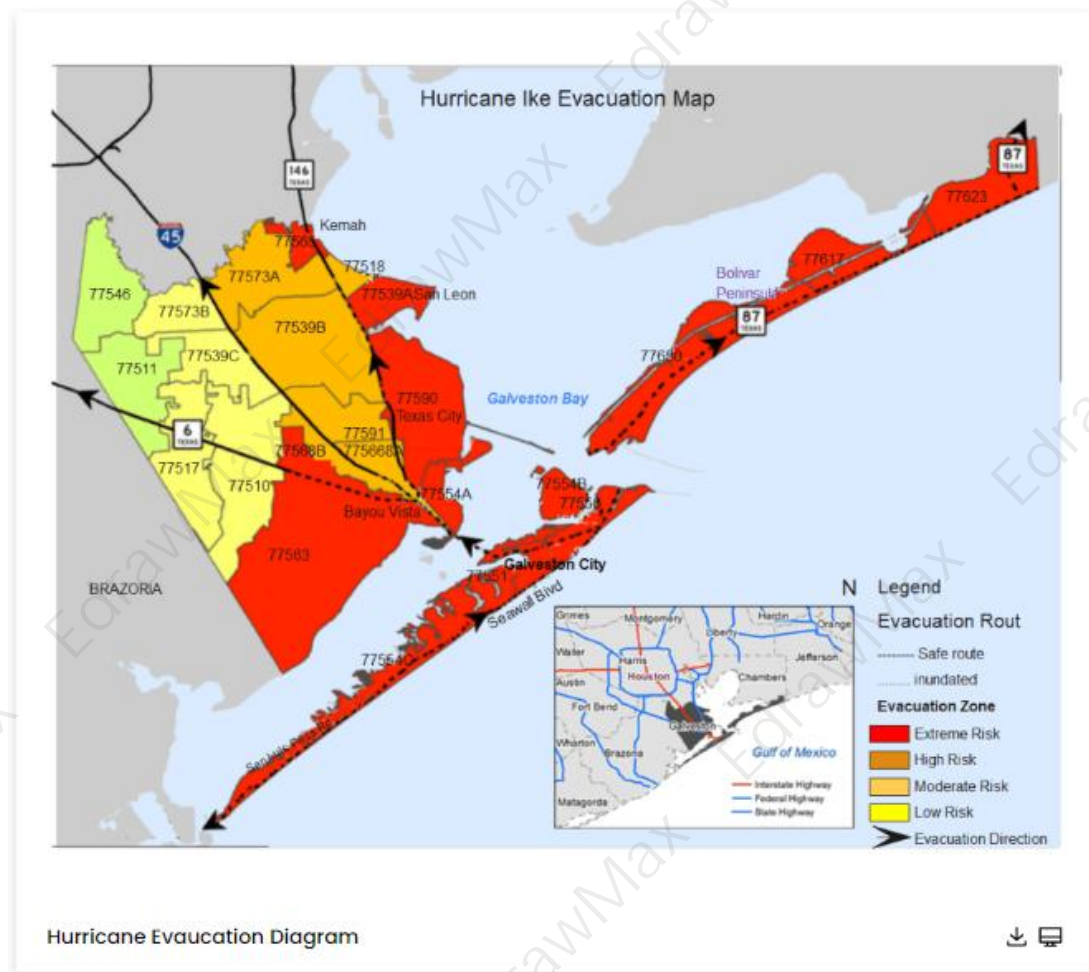 Hurricane Ike Evacuation Map
146
TEXAS
87
TEXAS
77623
Kemah
45
77565
77518
77617
77573A
Bolivar
Peninsula
77546
77539A
San Leon
77573B
87
TEXAS
77539B
77539C
77650
77511
77590
Galveston Bay
Texas City
6
TEXAS
77591
77568B
775668A
77517
77510
77554A
77554B
77550
Bayou Vista
77563
Galveston City
77551
BRAZORIA
Seawall Blvd
77554C
N
Legend
Evacuation Rout
Safe route
inundated
Evacuation Zone
Extreme Risk
High Risk
Moderate Risk
Low Risk
Evacuation Direction
Grimes
Montgomery
Hardin
Orange
Liberty
Waller
Harris
Jefferson
Houston
Chambers
Austin
Fort Bend
Galveston
Wharton
Brazoria
Gulf of Mexico
Matagorda
Interstate Highway
Federal Highway
State Highway
Hurricane Evaucation Diagram
EdrawMax